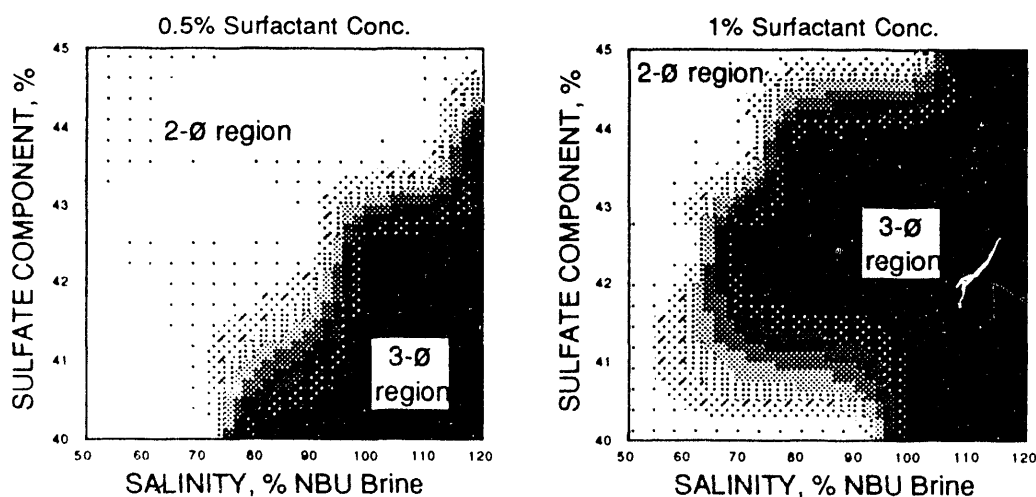 0.5% Surfactant Conc.
SULFATE COMPONENT, %
45
44
43
42
41
40
2-Ø region
3-Ø
region
50 60 70 80 90 100 110 120
SALINITY, % NBU Brine
1% Surfactant Conc.
SULFATE COMPONENT, %
45
44
43
42
41
40
2-Ø region
3-Ø
region
50 60 70 80 90 100 110 120
SALINITY, % NBU Brine